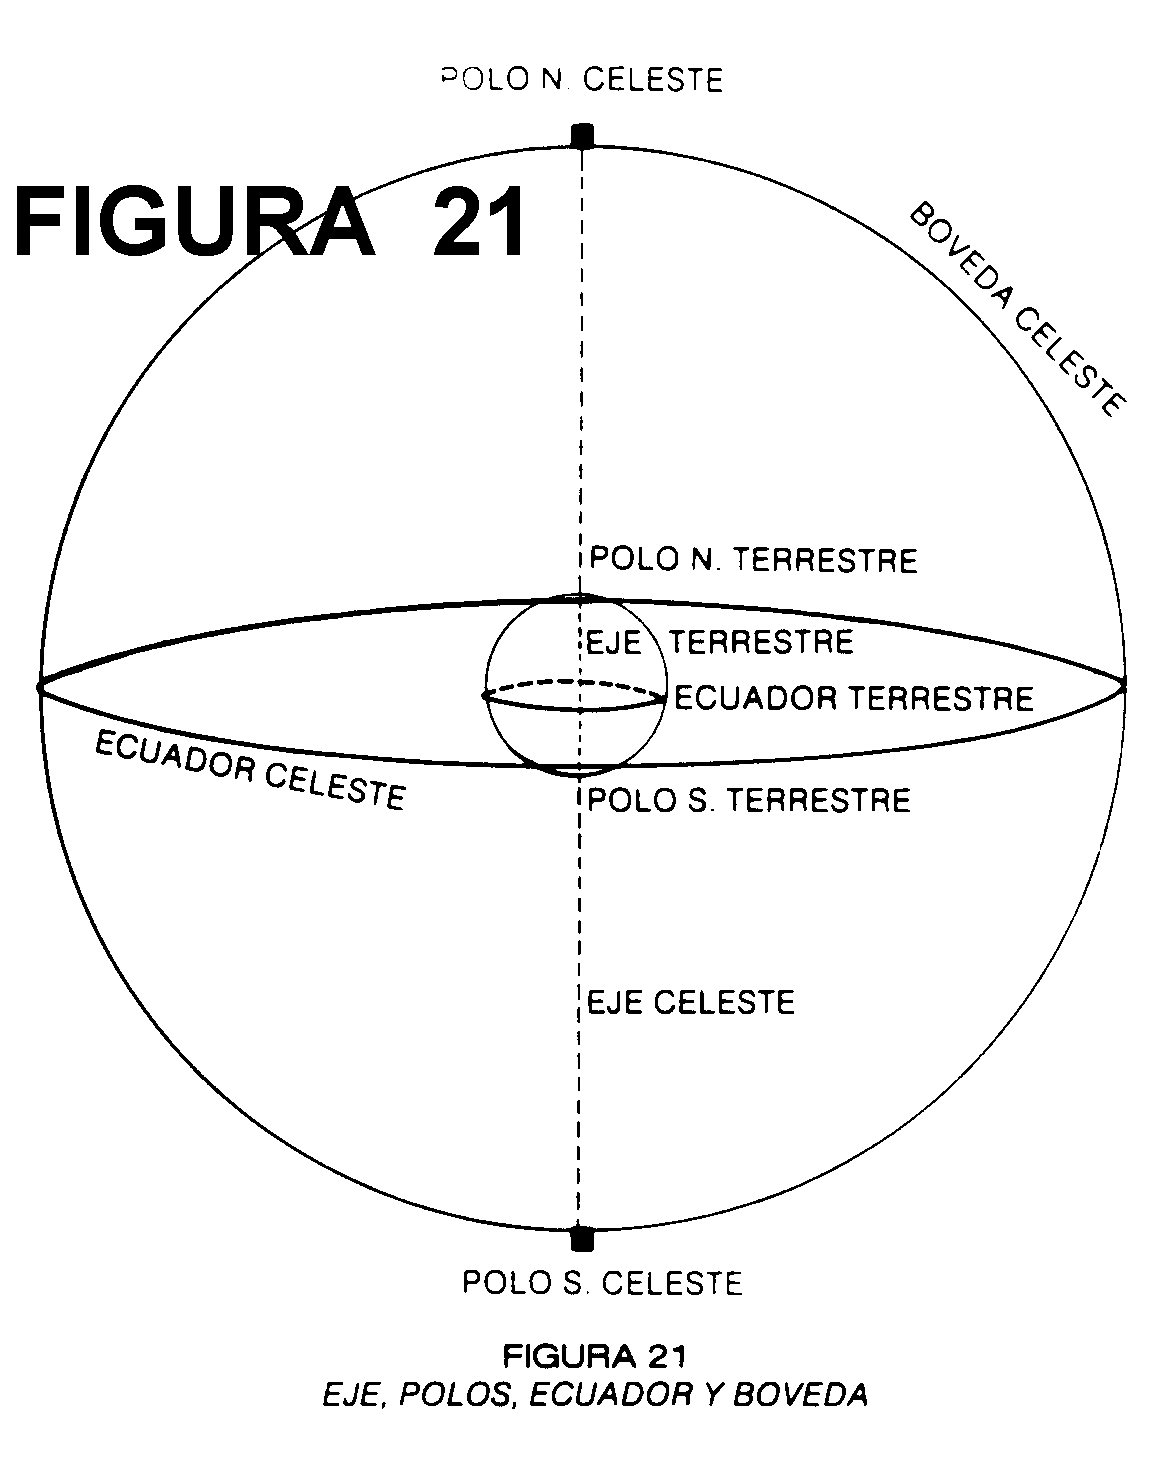 POLO N. CELESTE
FIGURA 21
BOVEDA CELESTE
POLO N. TERRESTRE
EJE TERRESTRE
ECUADOR TERRESTRE
ECUADOR CELESTE
POLO S. TERRESTRE
EJE CELESTE
POLO S. CELESTE
FIGURA 21
EJE, POLOS, ECUADOR Y BOVEDA